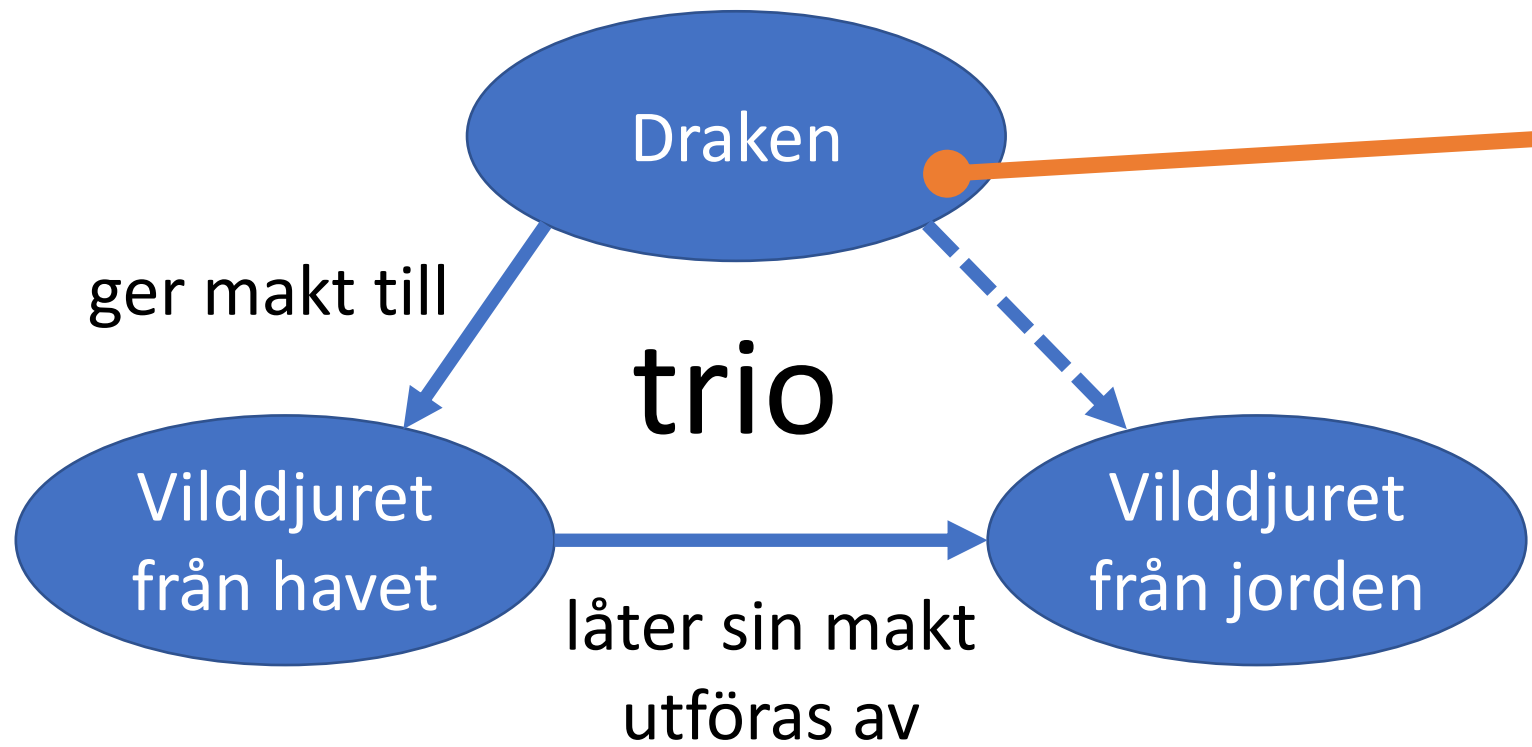 Draken
ger makt till
trio
Vilddjuret
från havet
Vilddjuret
från jorden
låter sin makt
utföras av